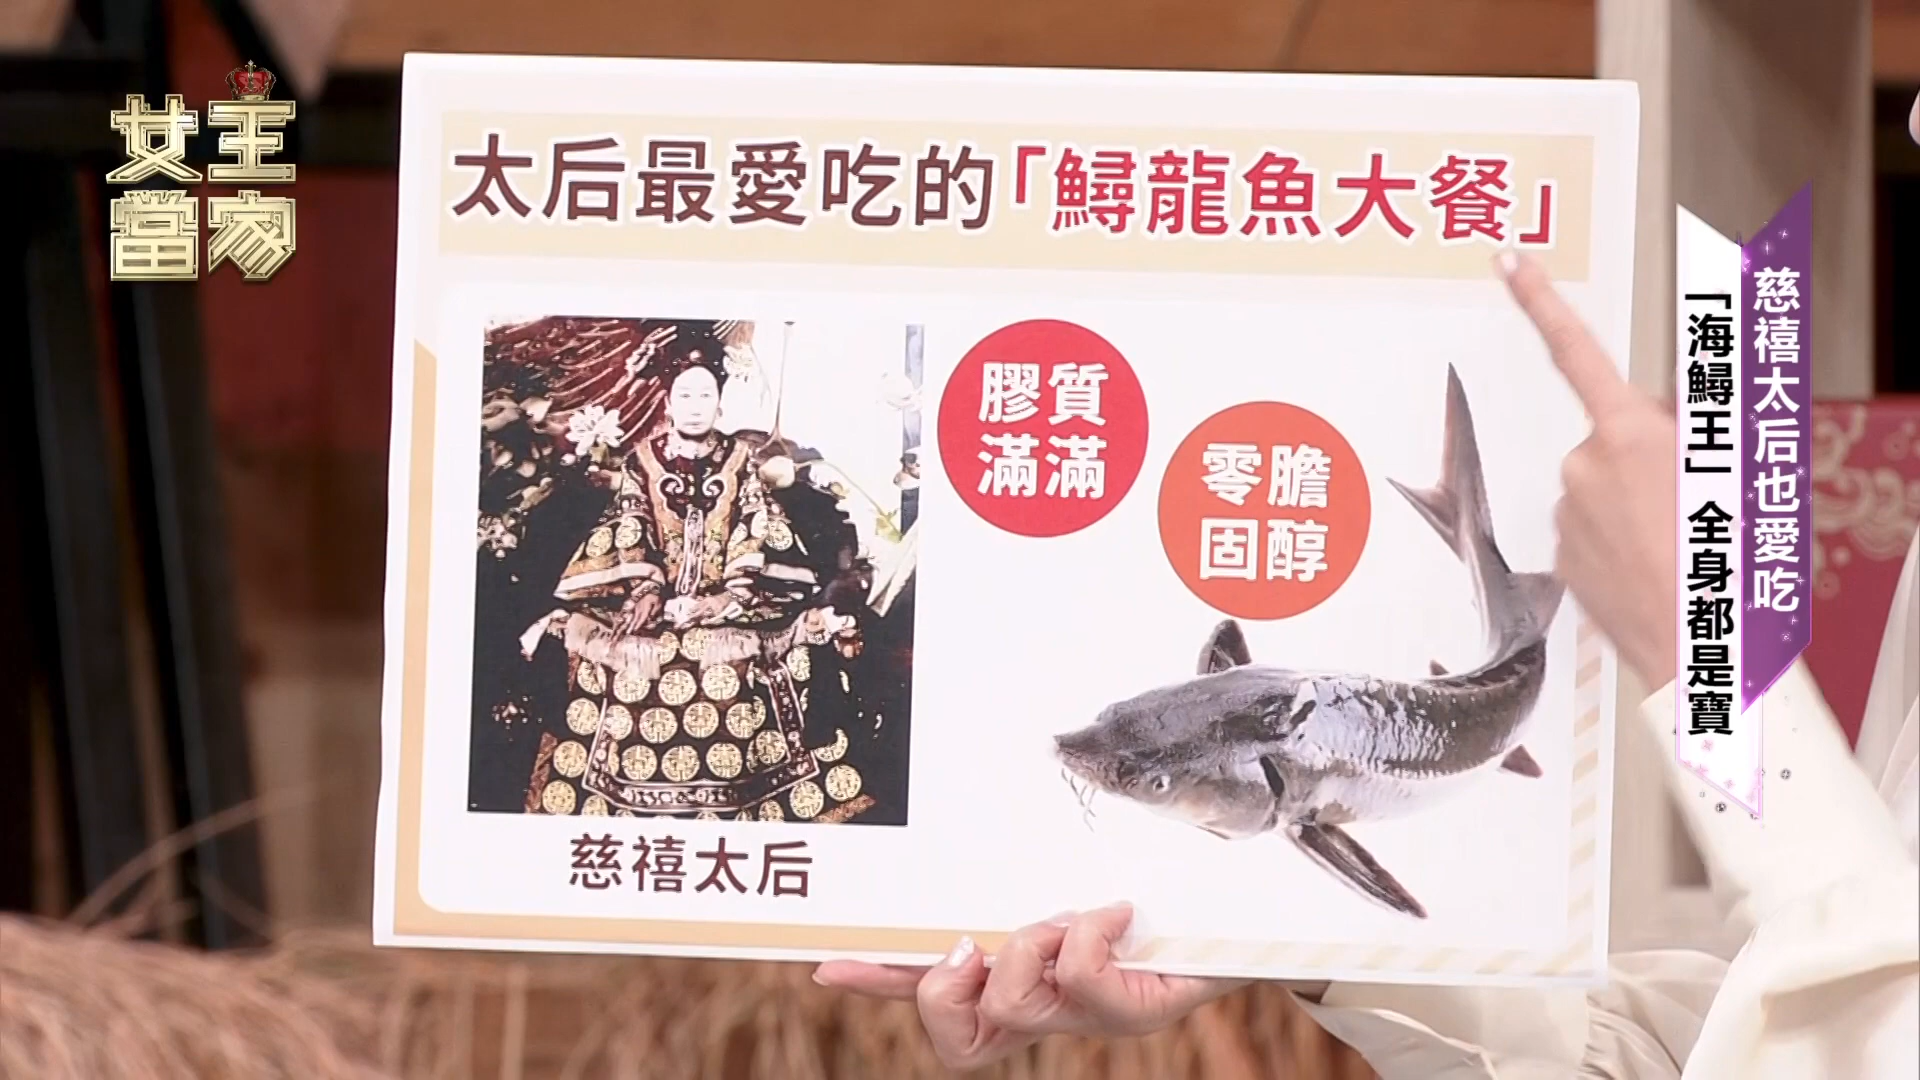 女王
當家
太后最愛吃的「鱘龍魚大餐」
膠質
滿滿
零膽
固醇
慈禧太后
慈禧太后也愛吃
「海鱘王」全身都是寶